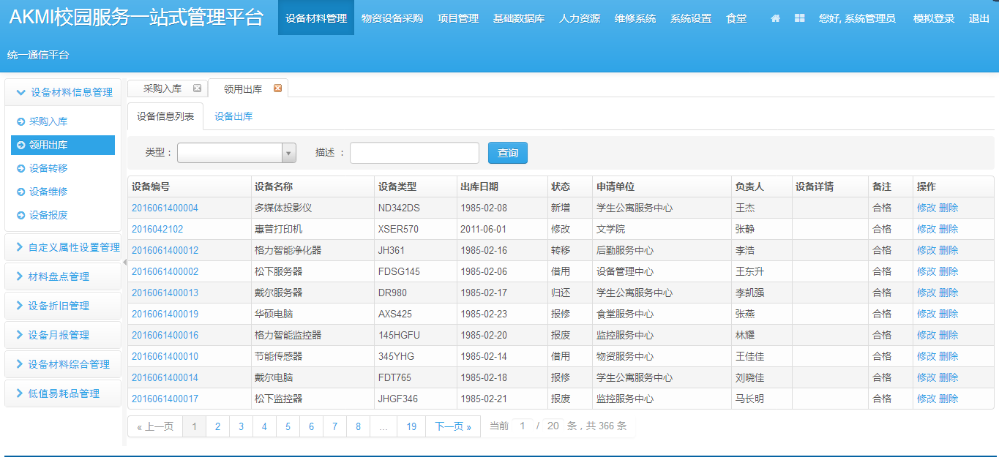 AKMI校园服务一站式管理平台 设备材料管理 物资设备采购 项目管理 基础数据库 人力资源 维修系统 系统设置 食堂 您好, 系统管理员 模拟登录 退出
统一通信平台
设备材料信息管理
采购入库
领用出库
设备转移
设备维修
设备报废
自定义属性设置管理
材料盘点管理
设备折旧管理
设备月报管理
设备材料综合管理
低值易耗品管理
采购入库 领用出库
设备信息列表 设备出库
类型： 描述 ： 查询
设备编号 设备名称 设备类型 出库日期 状态 申请单位 负责人 设备详情 备注 操作
2016061400004 多媒体投影仪 ND342DS 1985-02-08 新增 学生公寓服务中心 王杰 合格 修改 删除
2016042102 惠普打印机 XSER570 2011-06-01 修改 文学院 张静 合格 修改 删除
2016061400012 格力智能净化器 JH361 1985-02-16 转移 后勤服务中心 李浩 合格 修改 删除
2016061400002 松下服务器 FDSG145 1985-02-06 借用 设备管理中心 王东升 合格 修改 删除
2016061400013 戴尔服务器 DR980 1985-02-17 归还 学生公寓服务中心 李凯强 合格 修改 删除
2016061400019 华硕电脑 AXS425 1985-02-23 报修 食堂服务中心 张燕 合格 修改 删除
2016061400016 格力智能监控器 145HGFU 1985-02-20 报废 监控服务中心 林耀 合格 修改 删除
2016061400010 节能传感器 345YHG 1985-02-14 借用 物资服务中心 王佳佳 合格 修改 删除
2016061400014 戴尔电脑 FDT765 1985-02-18 报修 学生公寓服务中心 刘晓佳 合格 修改 删除
2016061400017 松下监控器 JHGF346 1985-02-21 报废 监控服务中心 马长明 合格 修改 删除
« 上一页 1 2 3 4 5 6 7 8 ... 19 下一页 » 当前 1 / 20 条，共 366 条